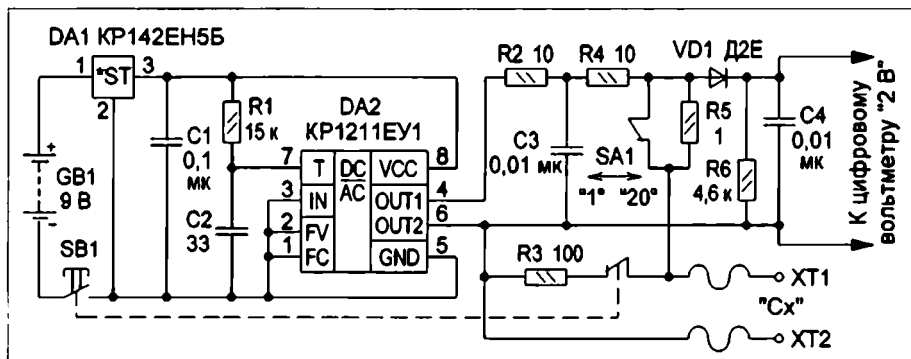 DA1 КР142ЕН5Б
1
*ST
3
2
R1
15 к
C1
0,1
мк
GB1
9 В
SB1
C2
33
DA2
КР1211ЕУ1
7
T
DC
AC
VCC
8
3
IN
OUT1
4
2
FV
OUT2
6
1
FC
GND
5
R2 10
R4 10
VD1 Д2Е
C3
0,01 мк
SA1
"1" "20"
R5
1
R6
4,6 к
C4
0,01
мк
К цифровому
вольтметру "2 В"
R3 100
XT1
"Cx"
XT2